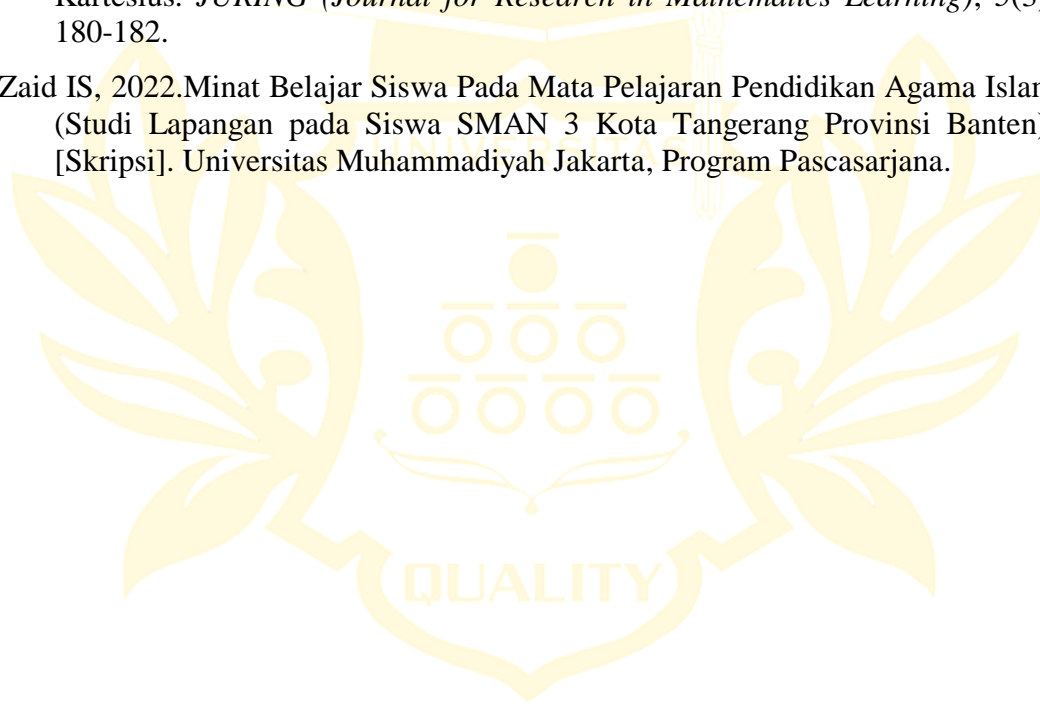 Kartesius. JURING (Journal for Research in Mathematics Learning), 5(3)
180-182.
Zaid IS, 2022.Minat Belajar Siswa Pada Mata Pelajaran Pendidikan Agama Islam
(Studi Lapangan pada Siswa SMAN 3 Kota Tangerang Provinsi Banten)
[Skripsi]. Universitas Muhammadiyah Jakarta, Program Pascasarjana.
UNIVERSITAS
QUALITY